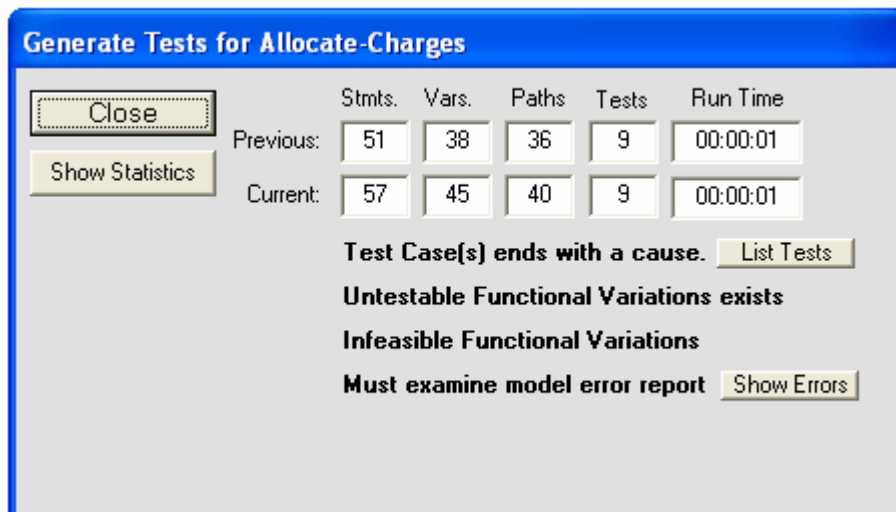 Generate Tests for Allocate-Charges
Close
Show Statistics
Stmts. Vars. Paths Tests Run Time
Previous: 51 38 36 9 00:00:01
Current: 57 45 40 9 00:00:01
Test Case(s) ends with a cause. List Tests
Untestable Functional Variations exists
Infeasible Functional Variations
Must examine model error report Show Errors